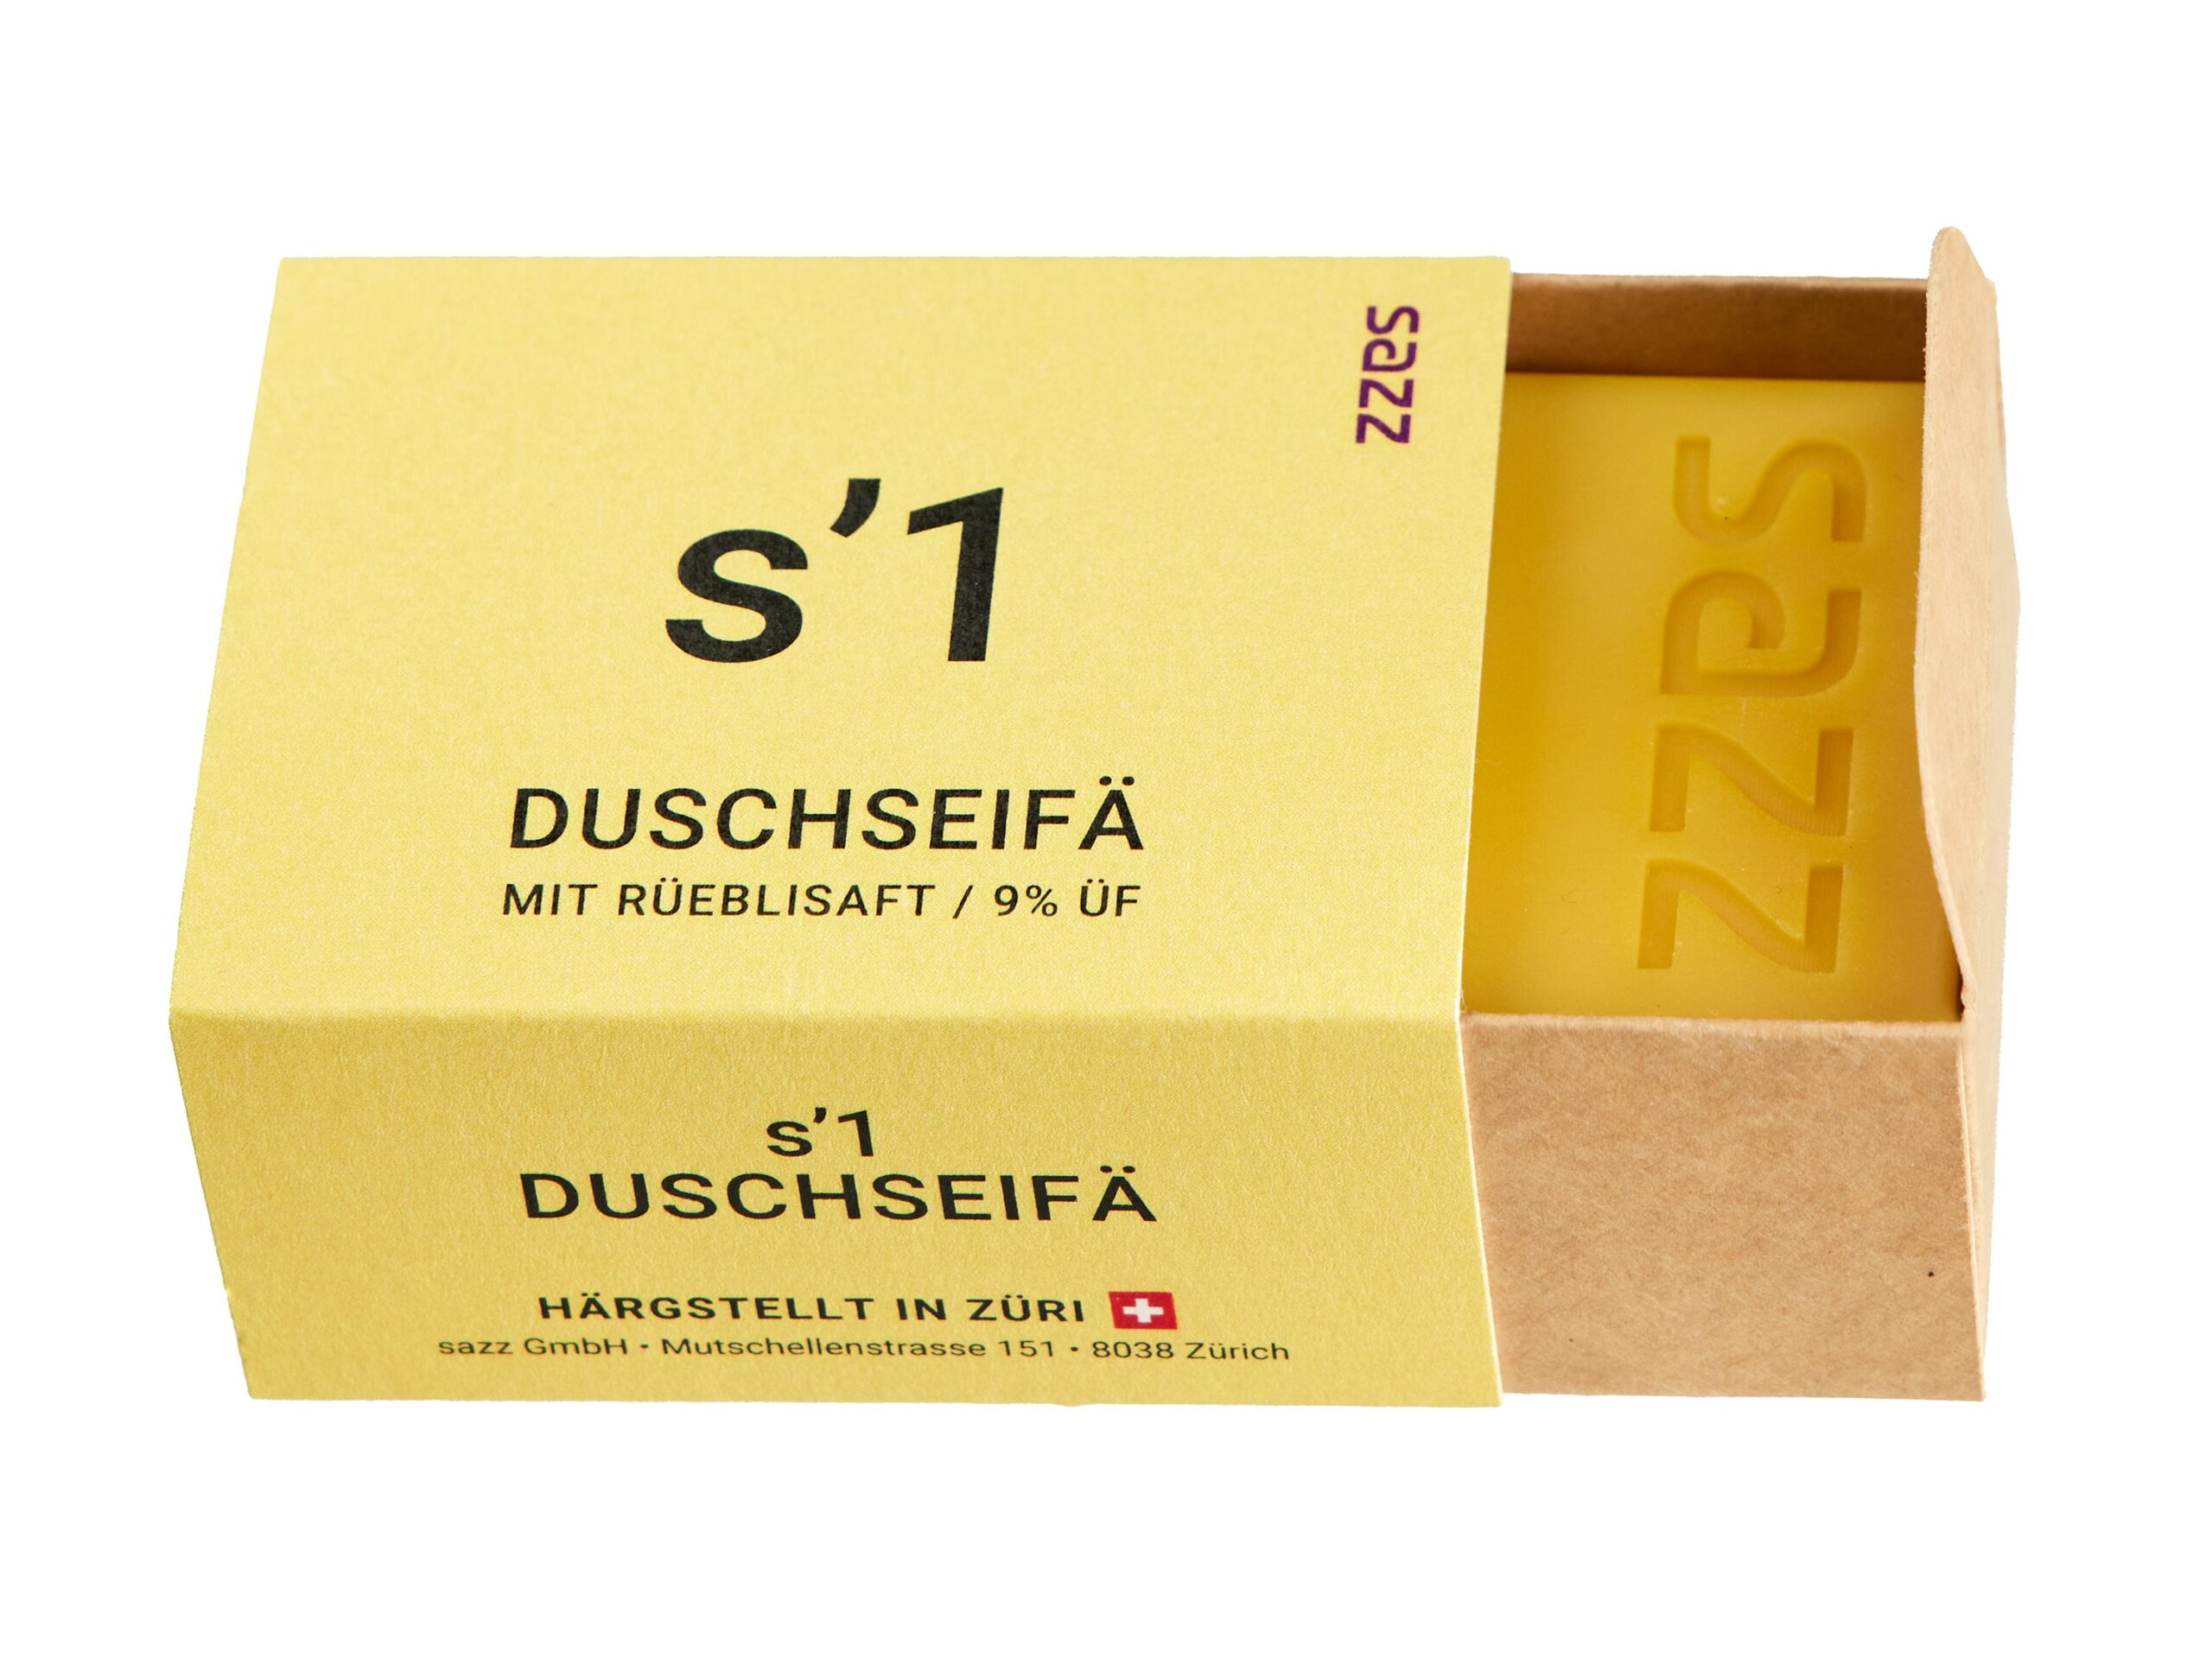 sazz
s’1
DUSCHSEIFÄ
MIT RÜEBLISAFT / 9% ÜF
sazz
s’1
DUSCHSEIFÄ
HÄRGSTELLT IN ZÜRI
sazz GmbH • Mutschellenstrasse 151 • 8038 Zürich